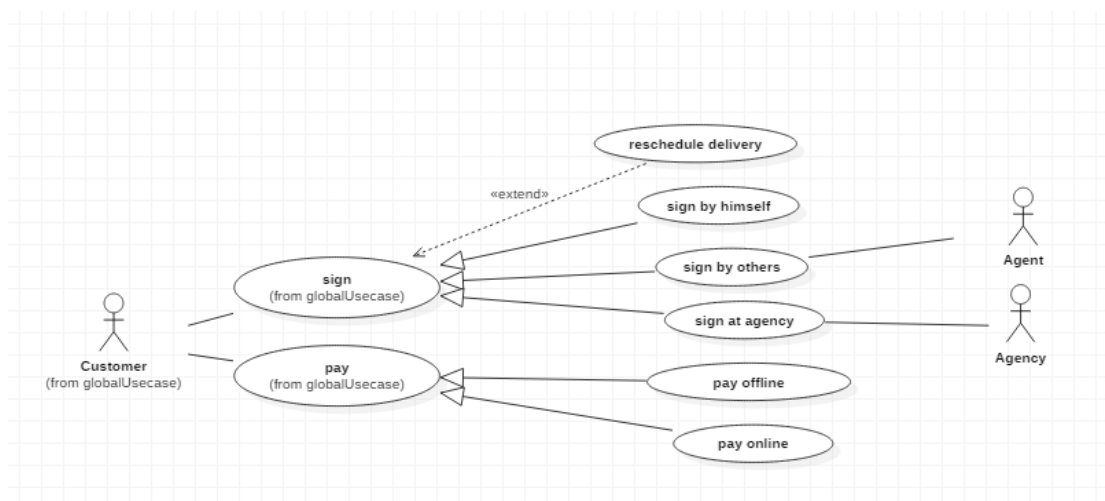 reschedule delivery
«extend»
sign by himself
sign by others
Agent
sign
(from globalUsecase)
sign at agency
Customer
(from globalUsecase)
pay
(from globalUsecase)
Agency
pay offline
pay online